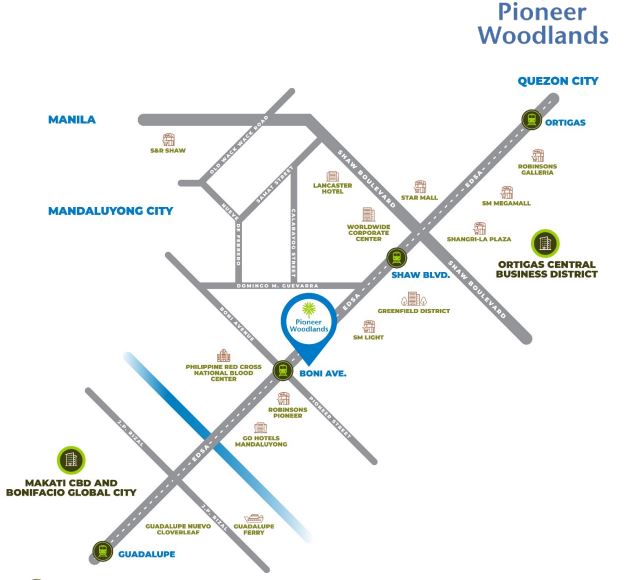 Pioneer
Woodlands
QUEZON CITY
MANILA
ORTIGAS
S&R SHAW
OLD WACK WACK ROAD
SHAW BOULEVARD
ROBINSONS
GALLERIA
SAMAT STREET
LANCASTER
HOTEL
STAR MALL
EDSA
SM MEGAMALL
MANDALUYONG CITY
NUEVE
DE FEBRERO
CALBAYOG STREET
WORLDWIDE
CORPORATE
CENTER
SHANGRI-LA PLAZA
ORTIGAS CENTRAL
BUSINESS DISTRICT
SHAW BLVD.
SHAW BOULEVARD
DOMINGO M. GUEVARRA
EDSA
GREENFIELD DISTRICT
BONI AVENUE
Pioneer
Woodlands
SM LIGHT
PHILIPPINE RED CROSS
NATIONAL BLOOD
CENTER
BONI AVE.
ROBINSONS
PIONEER
PIONEER STREET
GO HOTELS
MANDALUYONG
J.P. RIZAL
EDSA
MAKATI CBD AND
BONIFACIO GLOBAL CITY
J.P. RIZAL
GUADALUPE NUEVO
CLOVERLEAF
GUADALUPE
FERRY
GUADALUPE